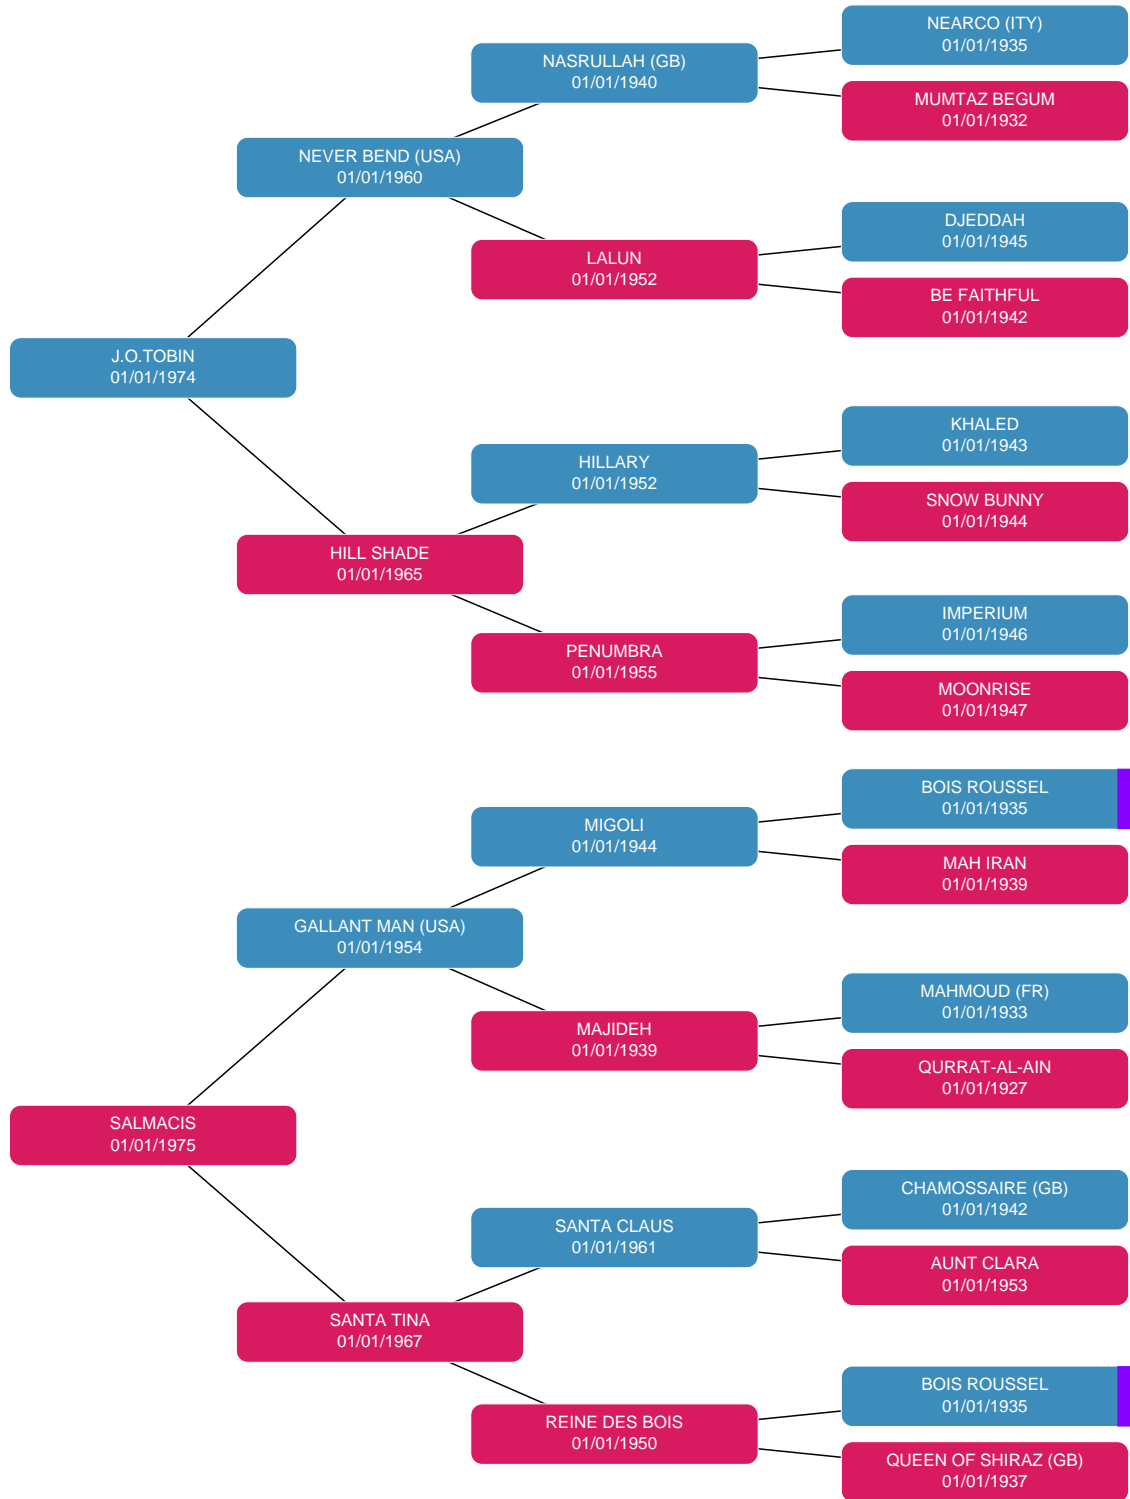 NEARCO (ITY)
01/01/1935
NASRULLAH (GB)
01/01/1940
MUMTAZ BEGUM
01/01/1932
NEVER BEND (USA)
01/01/1960
DJEDDAH
01/01/1945
LALUN
01/01/1952
BE FAITHFUL
01/01/1942
J.O.TOBIN
01/01/1974
KHALED
01/01/1943
HILLARY
01/01/1952
SNOW BUNNY
01/01/1944
HILL SHADE
01/01/1965
IMPERIUM
01/01/1946
PENUMBRA
01/01/1955
MOONRISE
01/01/1947
BOIS ROUSSEL
01/01/1935
MIGOLI
01/01/1944
MAH IRAN
01/01/1939
GALLANT MAN (USA)
01/01/1954
MAHMOUD (FR)
01/01/1933
MAJIDEH
01/01/1939
QURRAT-AL-AIN
01/01/1927
SALMACIS
01/01/1975
CHAMOSSAIRE (GB)
01/01/1942
SANTA CLAUS
01/01/1961
AUNT CLARA
01/01/1953
SANTA TINA
01/01/1967
BOIS ROUSSEL
01/01/1935
REINE DES BOIS
01/01/1950
QUEEN OF SHIRAZ (GB)
01/01/1937